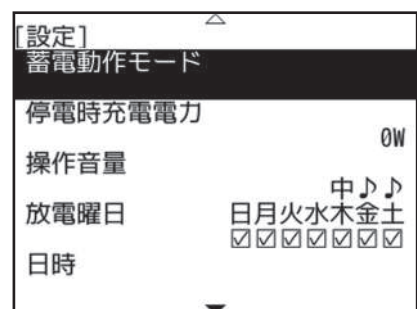 [設定]
蓄電動作モード
停電時充電電力
0W
操作音量
中♪♪
放電曜日 日月火水木金土
☑☑☑☑☑☑☑
日時